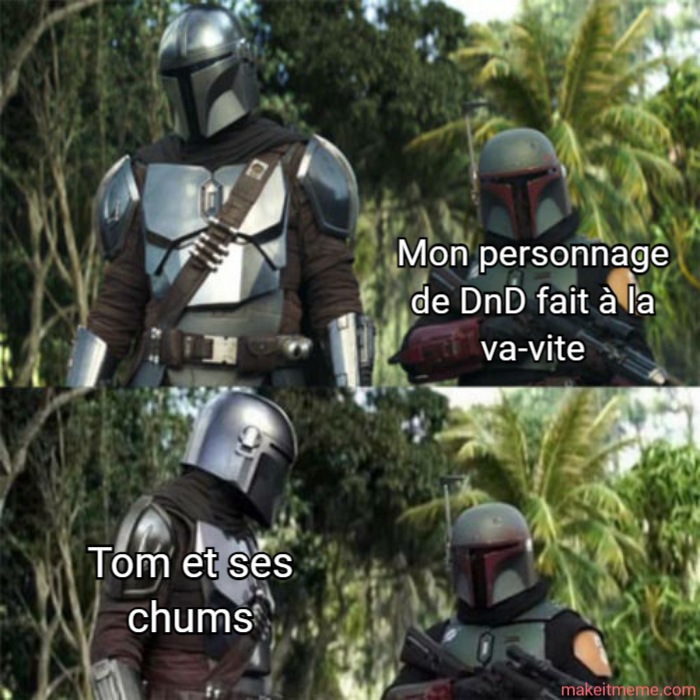 Mon personnage
de DnD fait à la
va-vite
Tom et ses
chums
makeitmeme.com